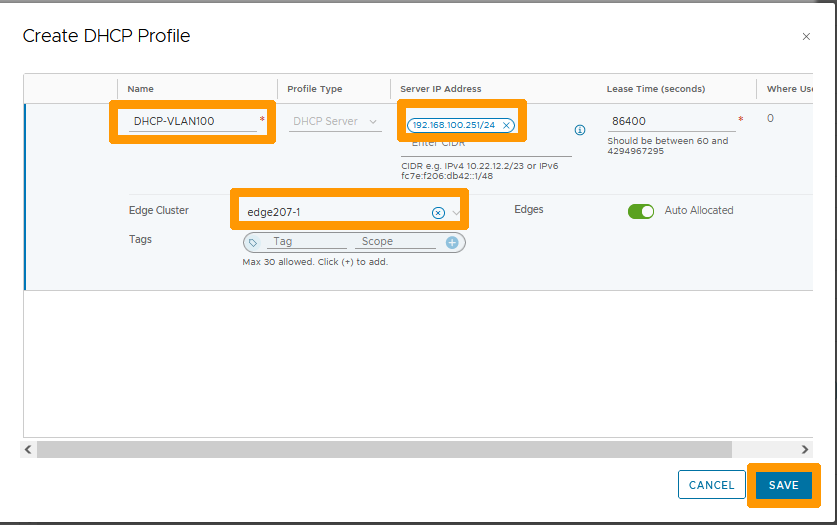 Create DHCP Profile
Name
Profile Type
Server IP Address
Lease Time (seconds)
Where Use
DHCP-VLAN100 *
DHCP Server
192.168.100.251/24
Enter CIDR
CIDR e.g. IPv4 10.22.12.2/23 or IPv6
fc7e:f206:db42::1/48
86400 *
Should be between 60 and
4294967295
0
Edge Cluster
edge207-1
Edges
Auto Allocated
Tags
Tag
Scope
Max 30 allowed. Click (+) to add.
CANCEL
SAVE